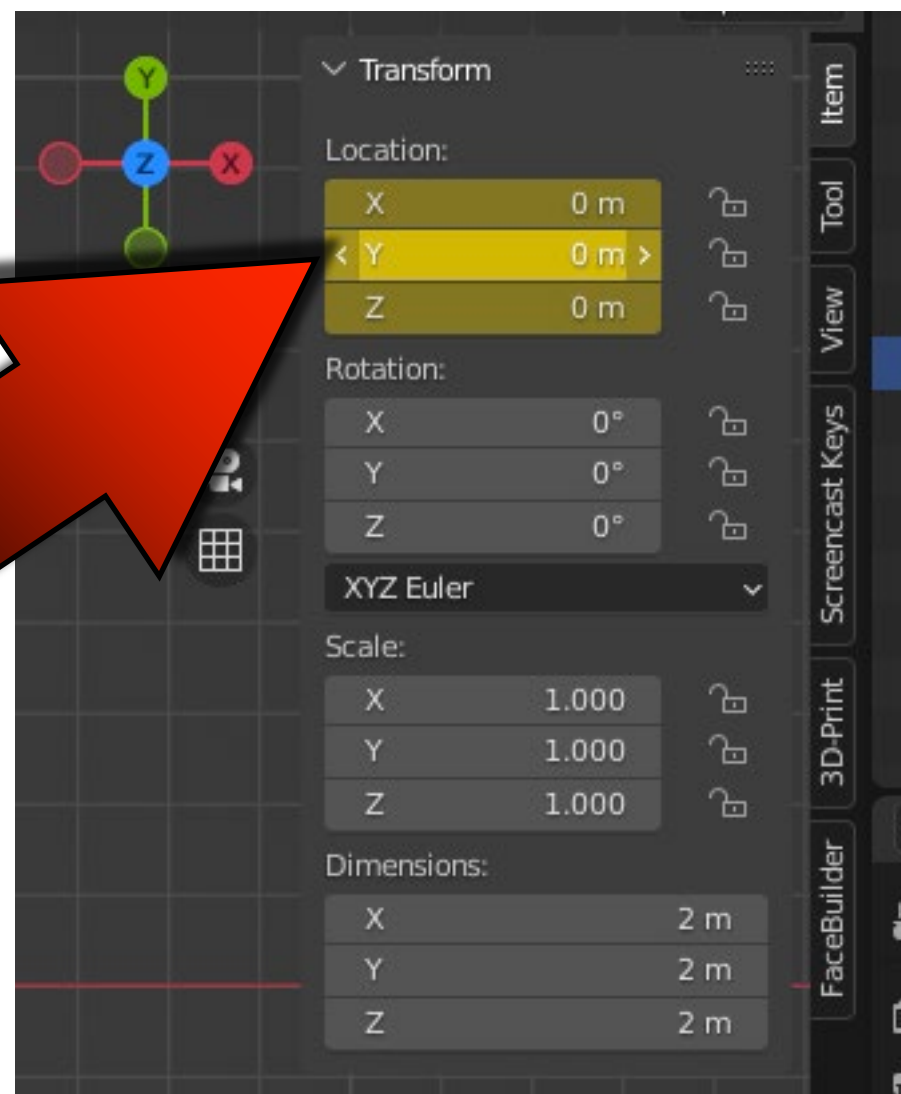 Y
Z X
Transform
Location:
X 0 m
< Y 0 m >
Z 0 m
Rotation:
X 0°
Y 0°
Z 0°
XYZ Euler
Scale:
X 1.000
Y 1.000
Z 1.000
Dimensions:
X 2 m
Y 2 m
Z 2 m
Item
Tool
View
Screencast Keys
3D-Print
FaceBuilder